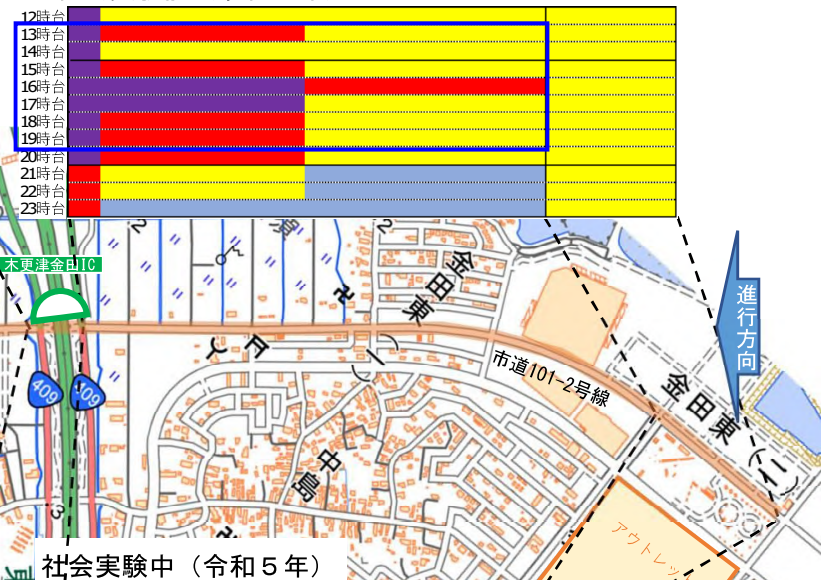 12時台
13時台
14時台
15時台
16時台
17時台
18時台
19時台
20時台
21時台
22時台
23時台
木更津金田IC
進行方向
金田東
市道101-2号線
金田東
409
409
中島
アウトレット
社会実験中（令和５年）